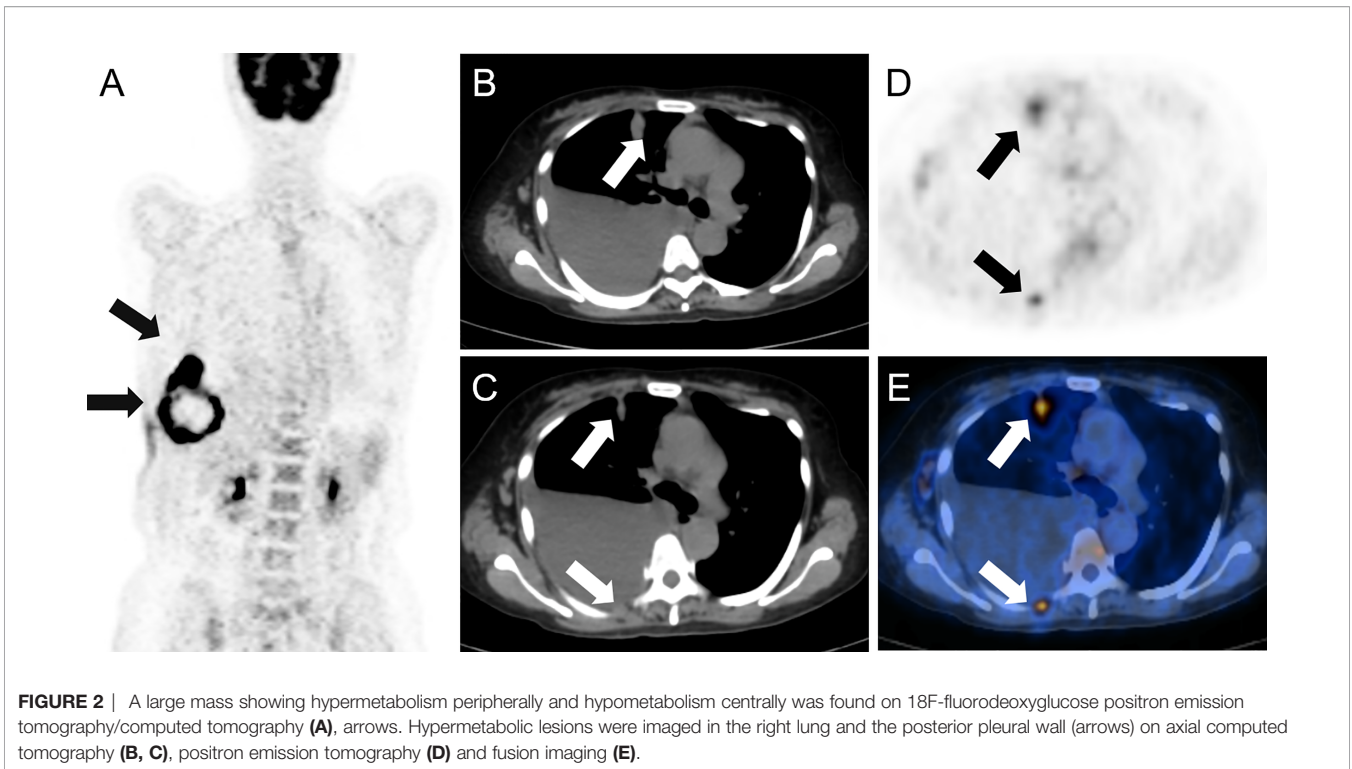 A
B
D
C
E
FIGURE 2 | A large mass showing hypermetabolism peripherally and hypometabolism centrally was found on 18F-fluorodeoxyglucose positron emission
tomography/computed tomography (A), arrows. Hypermetabolic lesions were imaged in the right lung and the posterior pleural wall (arrows) on axial computed
tomography (B, C), positron emission tomography (D) and fusion imaging (E).